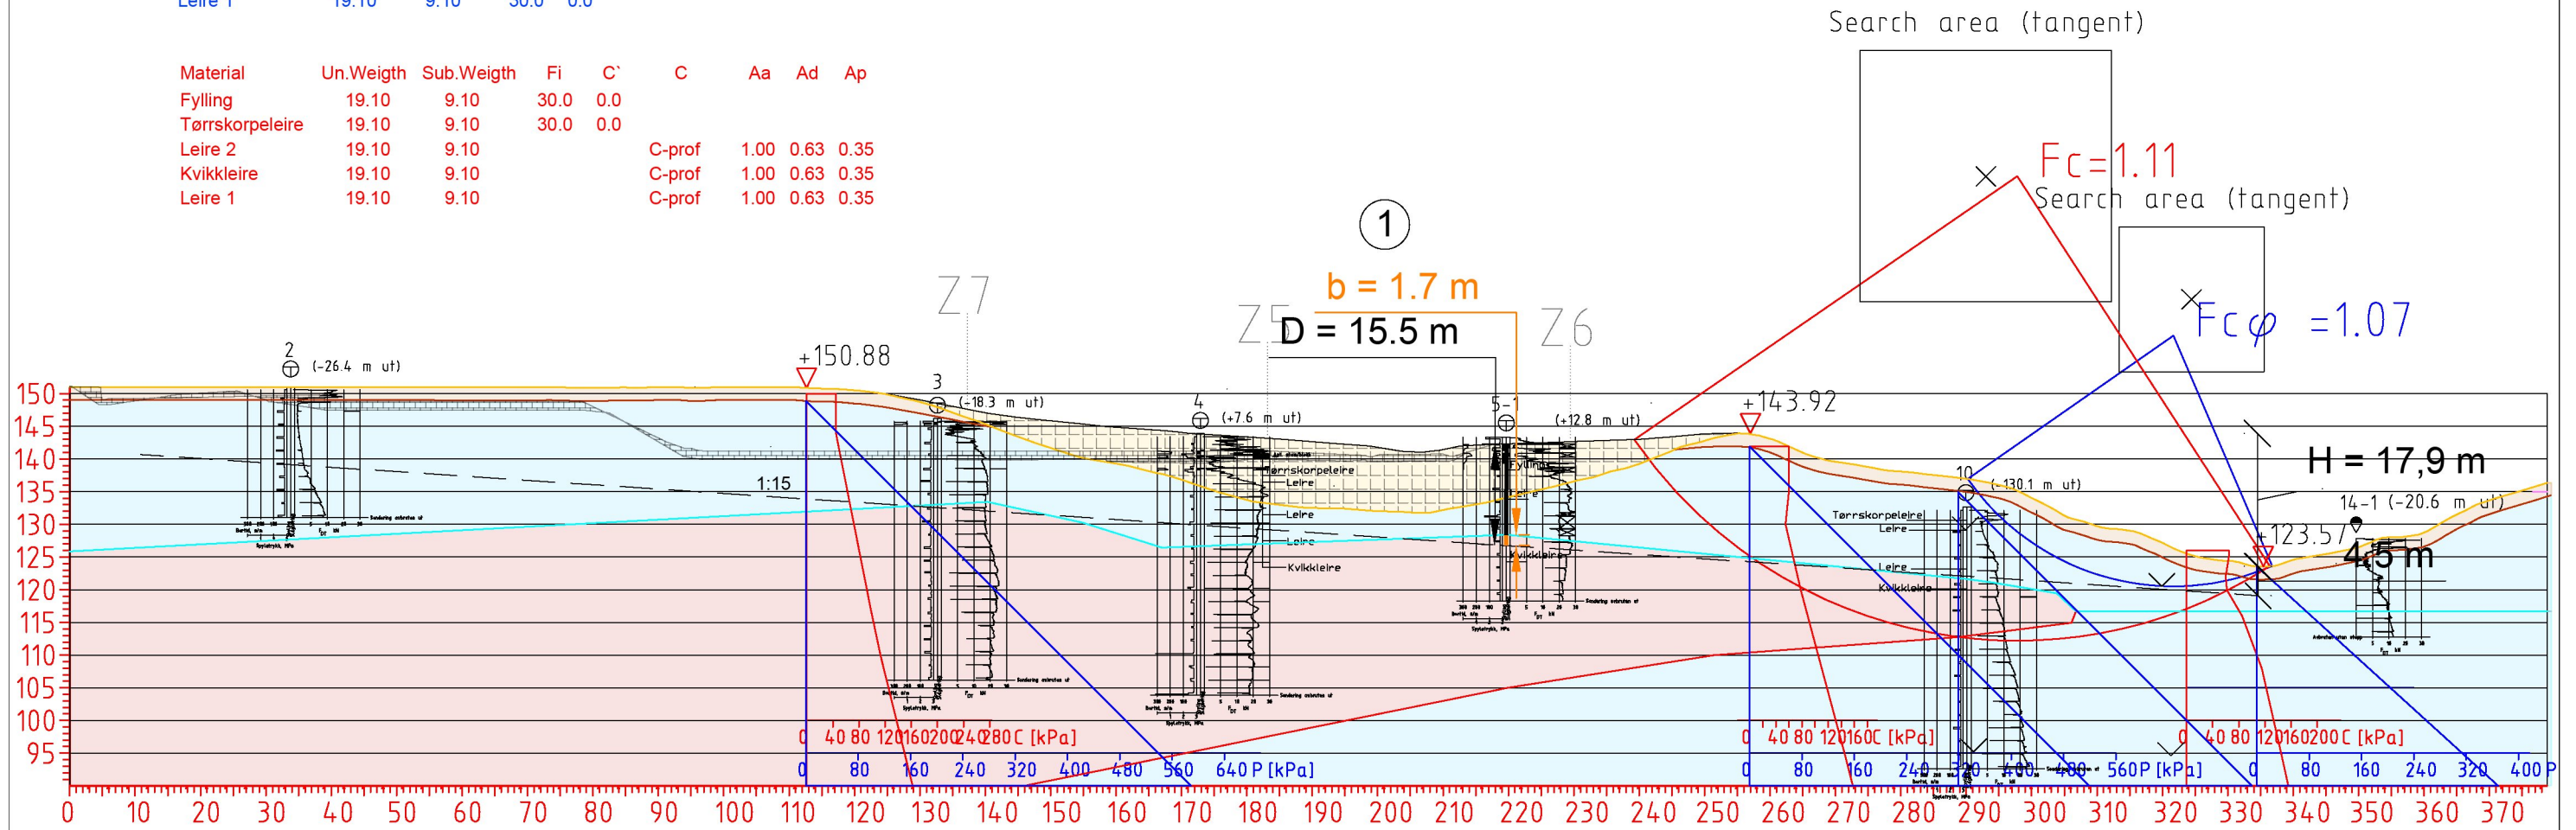 Leire 1 19.10 9.10 30.0 0.0
Search area (tangent)
Material Un.Weigth Sub.Weigth Fi C` C Aa Ad Ap
Fylling 19.10 9.10 30.0 0.0
Tørrskorpeleire 19.10 9.10 30.0 0.0
Leire 2 19.10 9.10 C-prof 1.00 0.63 0.35
Kvikkleire 19.10 9.10 C-prof 1.00 0.63 0.35
Leire 1 19.10 9.10 C-prof 1.00 0.63 0.35
Fc=1.11
Search area (tangent)
1
b = 1.7 m
Z7
Z5
D = 15.5 m
Z6
Fcφ =1.07
2 (-26.4 m ut)
+150.88
3 (-18.3 m ut)
4 (+7.6 m ut)
5-1 (+12.8 m ut)
+143.92
10 (-130.1 m ut)
H = 17,9 m
14-1 (-20.6 m ut)
+123.57
4.5 m
1:15
150
145
140
135
130
125
120
115
110
105
100
95
Tørrskorpeleire
Leire
Leire
Leire
Kvikkleire
Fylling
Leire
Kvikkleire
Tørrskorpeleire
Leire
Leire
Kvikkleire
0 40 80 120 160 200 240 280 C [kPa]
0 80 160 240 320 400 480 560 640 P [kPa]
0 40 80 120 160 C [kPa]
0 80 160 240 320 400 480 560 P [kPa]
0 40 80 120 160 200 C [kPa]
0 80 160 240 320 400 P
0 10 20 30 40 50 60 70 80 90 100 110 120 130 140 150 160 170 180 190 200 210 220 230 240 250 260 270 280 290 300 310 320 330 340 350 360 370